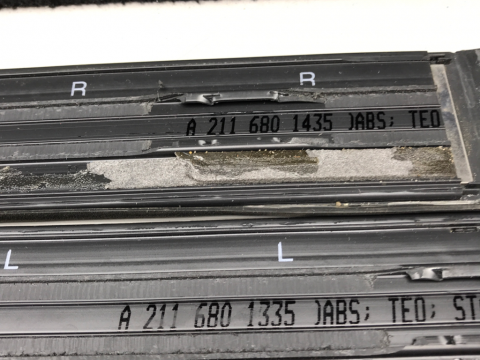 R R
A 211 680 1435 )ABS; TEO
L L
A 211 680 1335 )ABS; TEO; ST